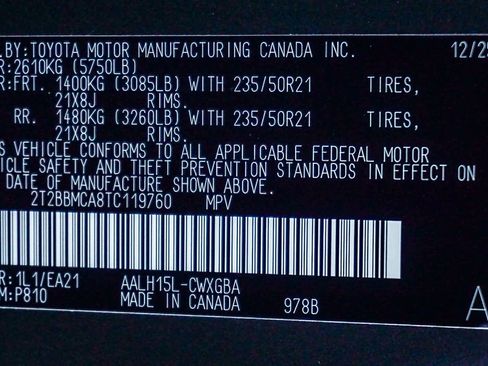 .BY:TOYOTA MOTOR MANUFACTURING CANADA INC. 12/25
R:2610KG (5750LB)
R:FRT. 1400KG (3085LB) WITH 235/50R21 TIRES,
21X8J RIMS.
RR. 1480KG (3260LB) WITH 235/50R21 TIRES,
21X8J RIMS.
S VEHICLE CONFORMS TO ALL APPLICABLE FEDERAL MOTOR
ICLE SAFETY AND THEFT PREVENTION STANDARDS IN EFFECT ON
DATE OF MANUFACTURE SHOWN ABOVE.
2T2BBMCA8TC119760 MPV
R:1L1/EA21 AALH15L-CWXGBA
M:P810 MADE IN CANADA 978B
A